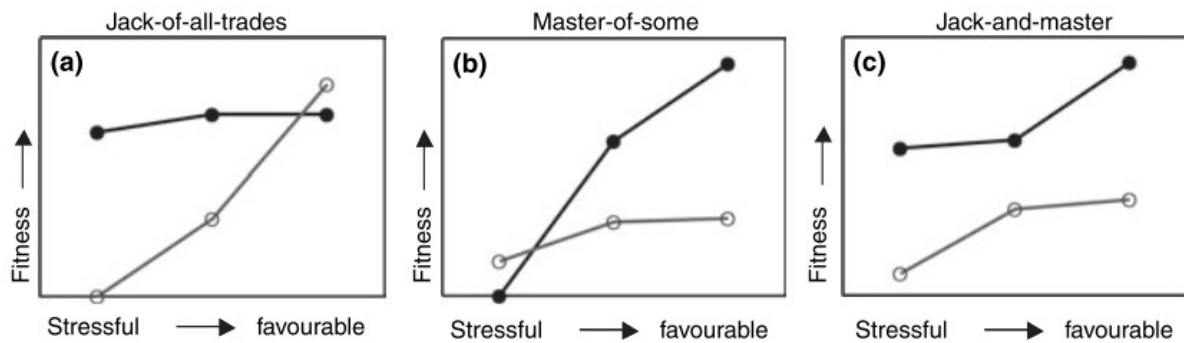 Jack-of-all-trades
(a)
Fitness
Stressful → favourable
Master-of-some
(b)
Fitness
Stressful → favourable
Jack-and-master
(c)
Fitness
Stressful → favourable